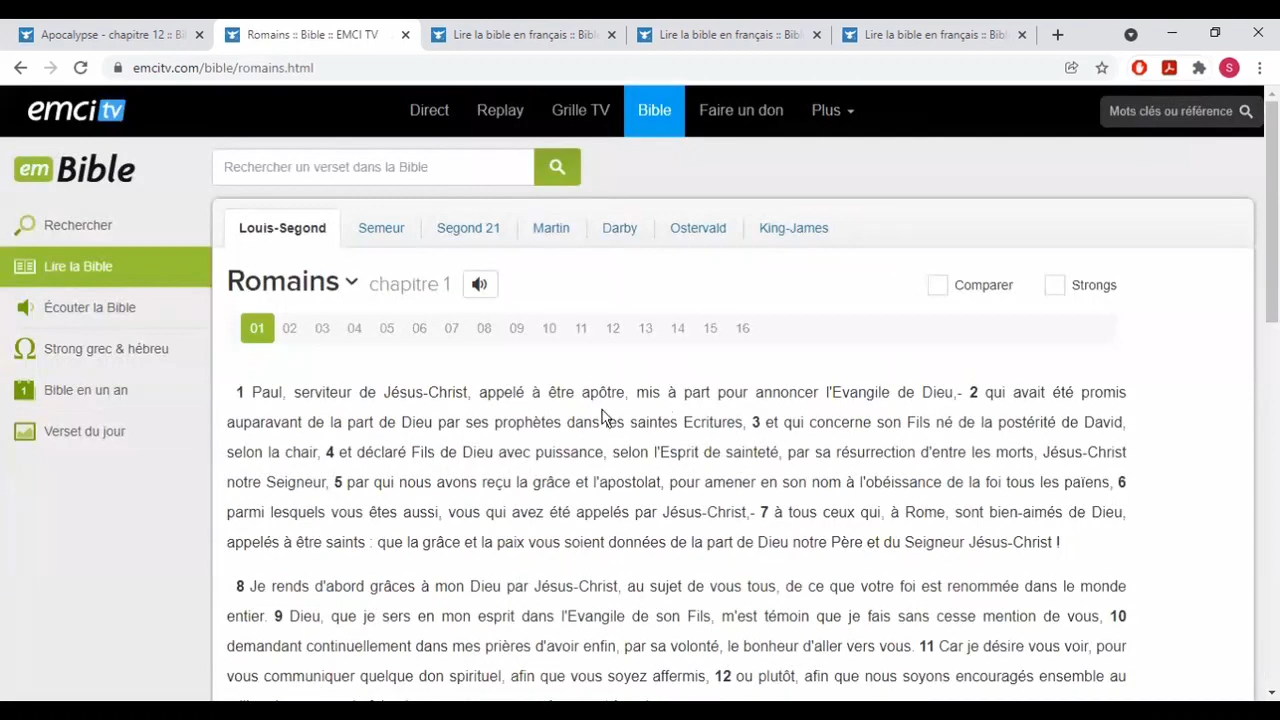 Apocalypse - chapitre 12 :: Bi
Romains :: Bible :: EMCI TV
Lire la bible en français :: Bib
Lire la bible en français :: Bib
Lire la bible en français :: Bib
emcitv.com/bible/romains.html
S
emci tv
Direct
Replay
Grille TV
Bible
Faire un don
Plus
Mots clés ou référence
em Bible
Rechercher un verset dans la Bible
Rechercher
Lire la Bible
Écouter la Bible
Strong grec & hébreu
1
Bible en un an
Verset du jour
Louis-Segond
Semeur
Segond 21
Martin
Darby
Ostervald
King-James
Romains
chapitre 1
Comparer
Strongs
01 02 03 04 05 06 07 08 09 10 11 12 13 14 15 16
1 Paul, serviteur de Jésus-Christ, appelé à être apôtre, mis à part pour annoncer l'Evangile de Dieu,- 2 qui avait été promis
auparavant de la part de Dieu par ses prophètes dans les saintes Ecritures, 3 et qui concerne son Fils né de la postérité de David,
selon la chair, 4 et déclaré Fils de Dieu avec puissance, selon l'Esprit de sainteté, par sa résurrection d'entre les morts, Jésus-Christ
notre Seigneur, 5 par qui nous avons reçu la grâce et l'apostolat, pour amener en son nom à l'obéissance de la foi tous les païens, 6
parmi lesquels vous êtes aussi, vous qui avez été appelés par Jésus-Christ,- 7 à tous ceux qui, à Rome, sont bien-aimés de Dieu,
appelés à être saints : que la grâce et la paix vous soient données de la part de Dieu notre Père et du Seigneur Jésus-Christ !
8 Je rends d'abord grâces à mon Dieu par Jésus-Christ, au sujet de vous tous, de ce que votre foi est renommée dans le monde
entier. 9 Dieu, que je sers en mon esprit dans l'Evangile de son Fils, m'est témoin que je fais sans cesse mention de vous, 10
demandant continuellement dans mes prières d'avoir enfin, par sa volonté, le bonheur d'aller vers vous. 11 Car je désire vous voir, pour
vous communiquer quelque don spirituel, afin que vous soyez affermis, 12 ou plutôt, afin que nous soyons encouragés ensemble au